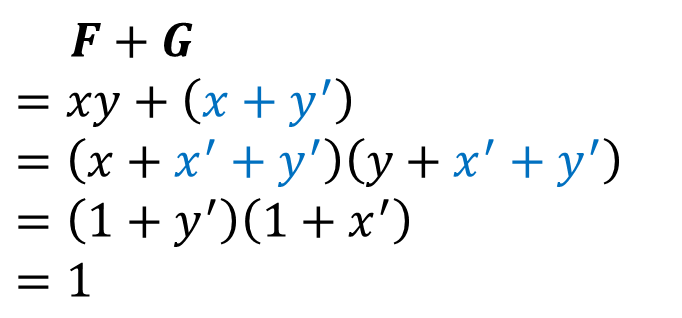 F + G
= xy + (x + y′)
= (x + x′ + y′)(y + x′ + y′)
= (1 + y′)(1 + x′)
= 1